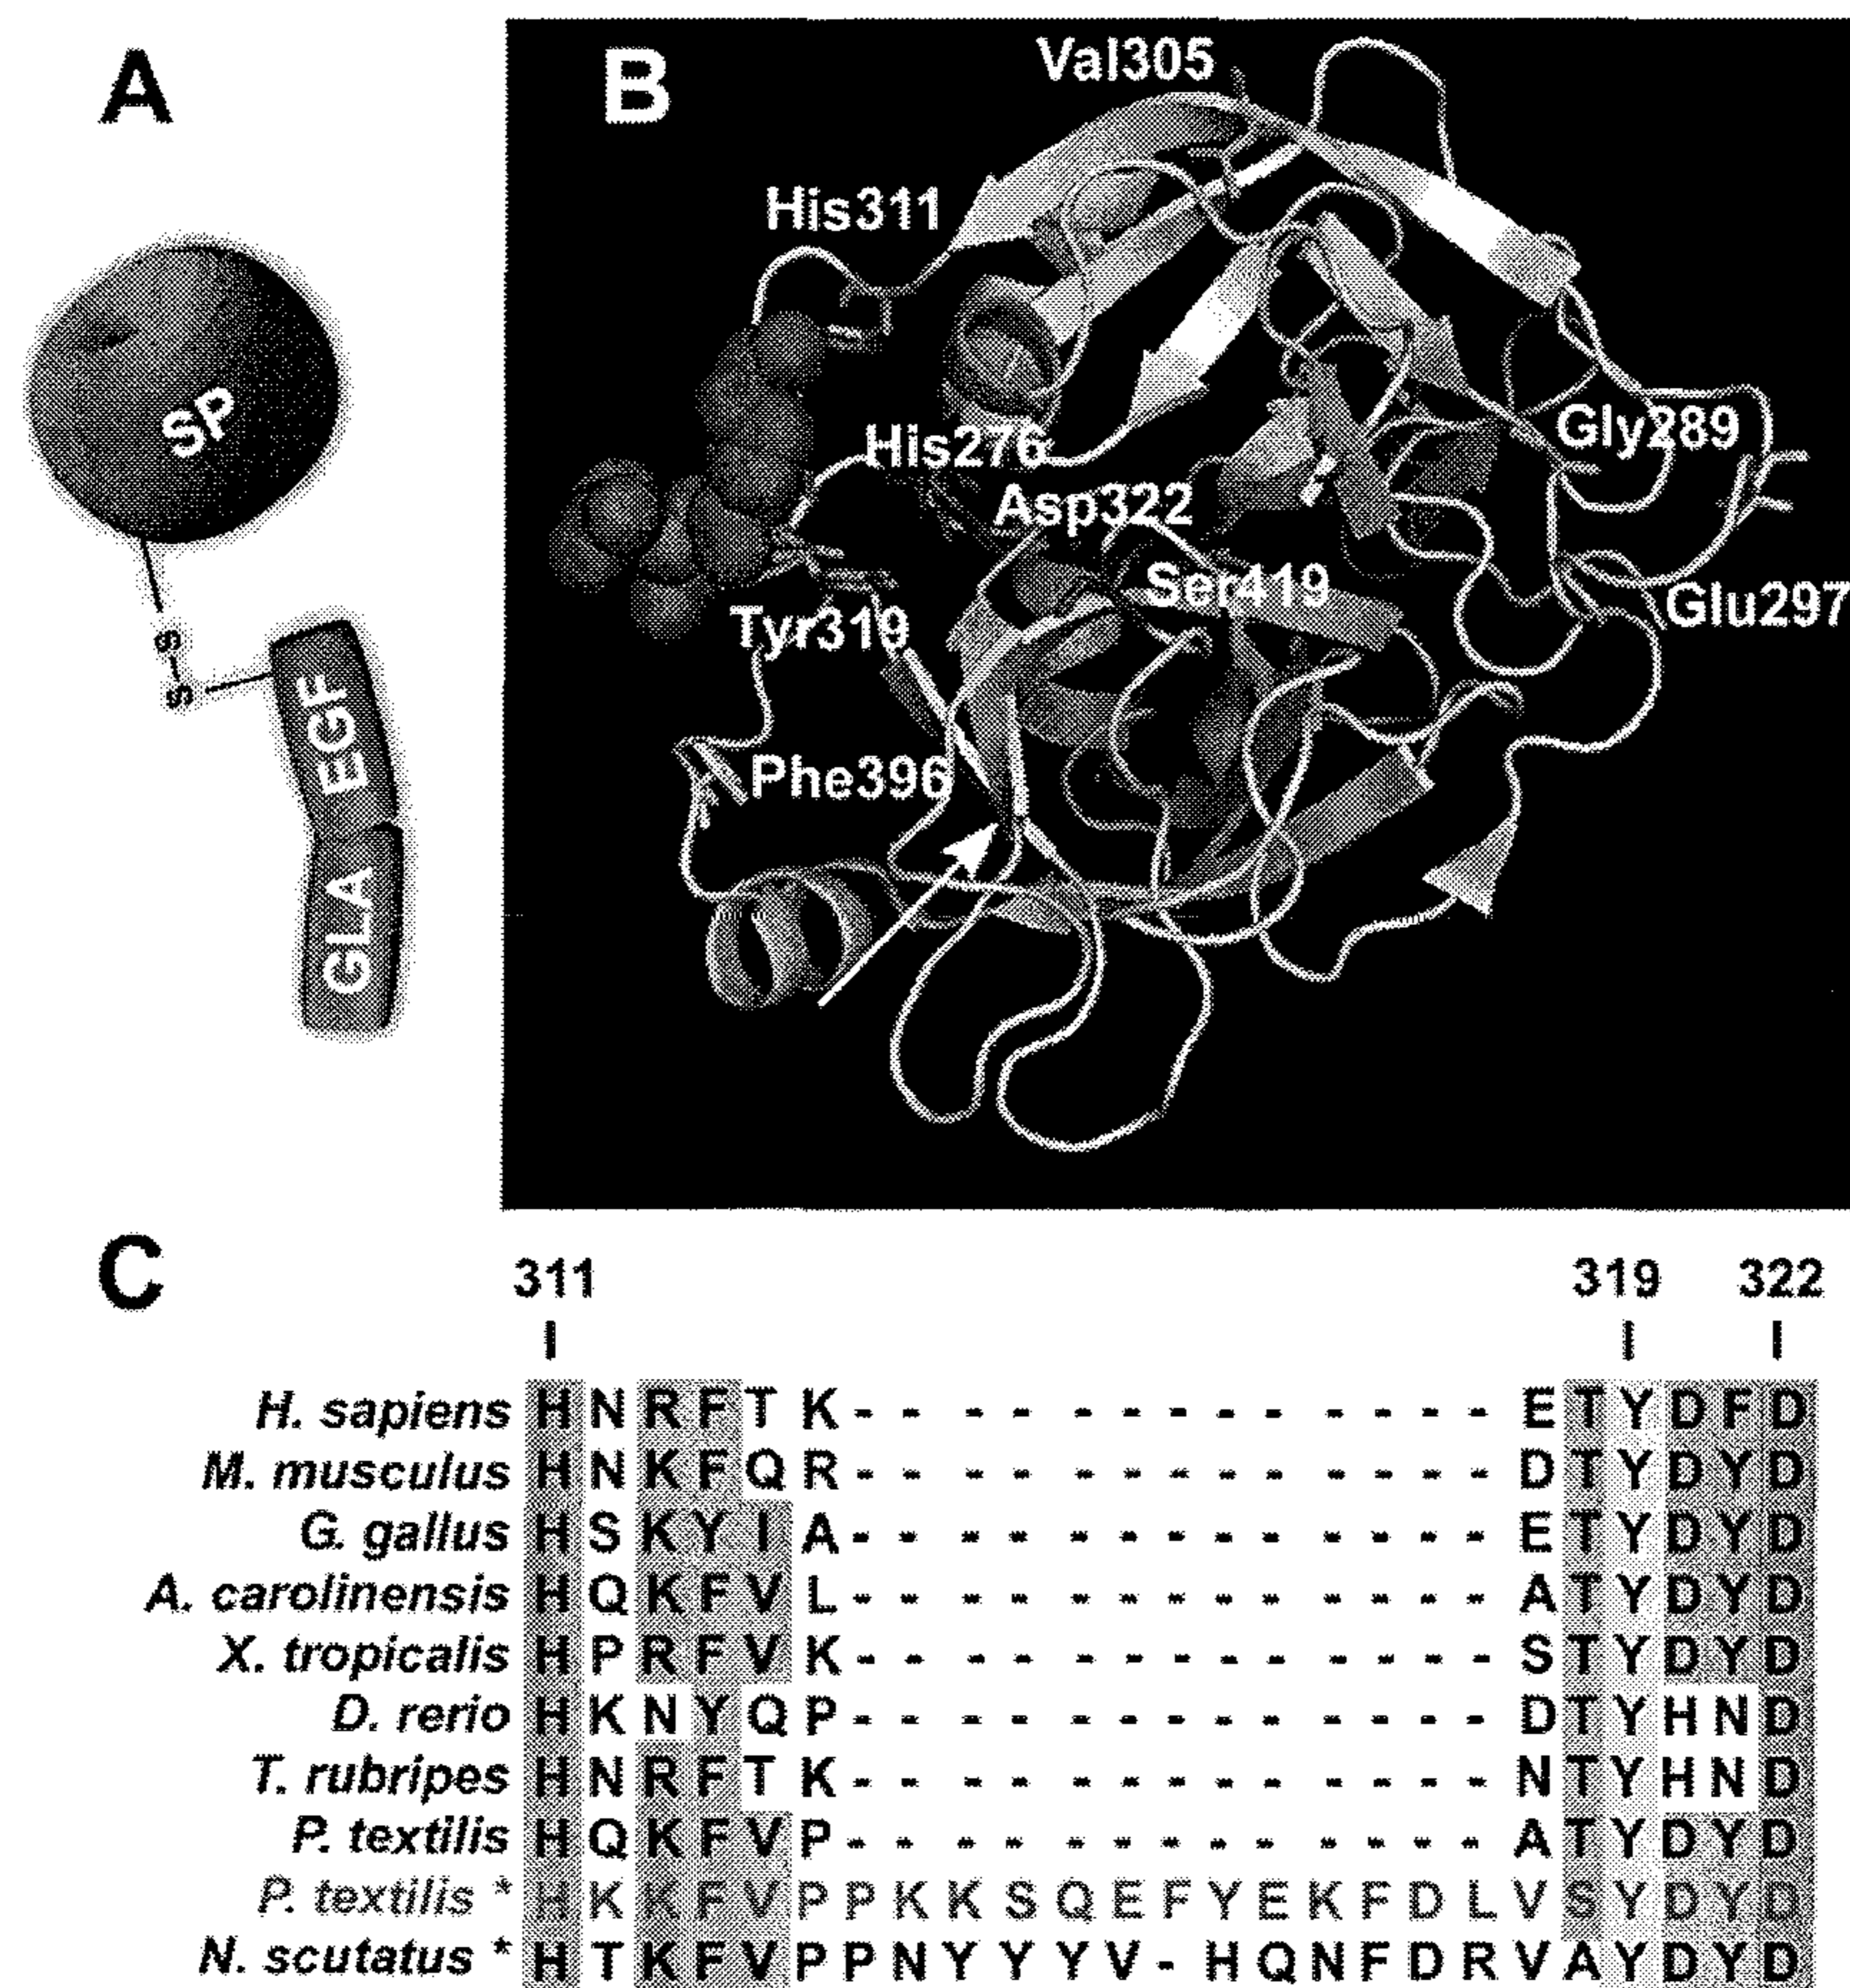 A
B
Val305
His311
SP
His276
Gly289
Asp322
Ser419
Glu297
Tyr319
S
S
EGF
Phe396
GLA
C
311 319 322
H. sapiens H N R F T K - - - - - - - - - - - - - E T Y D F D
M. musculus H N K F Q R - - - - - - - - - - - - - D T Y D Y D
G. gallus H S K Y I A - - - - - - - - - - - - - E T Y D Y D
A. carolinensis H Q K F V L - - - - - - - - - - - - - A T Y D Y D
X. tropicalis H P R F V K - - - - - - - - - - - - - S T Y D Y D
D. rerio H K N Y Q P - - - - - - - - - - - - - D T Y H N D
T. rubripes H N R F T K - - - - - - - - - - - - - N T Y H N D
P. textilis H Q K F V P - - - - - - - - - - - - - A T Y D Y D
P. textilis * H K K F V P P K K S Q E F Y E K F D L V S Y D Y D
N. scutatus * H T K F V P P N Y Y Y V - H Q N F D R V A Y D Y D